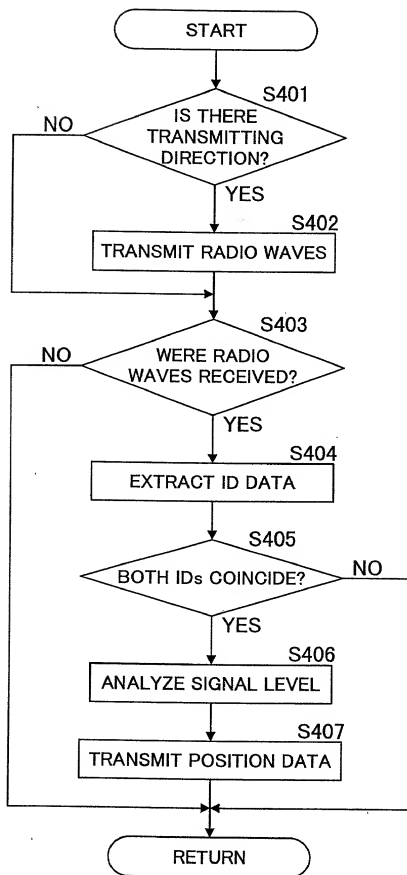 START
S401
NO
IS THERE
TRANSMITTING
DIRECTION?
YES
S402
TRANSMIT RADIO WAVES
S403
NO
WERE RADIO
WAVES RECEIVED?
YES
S404
EXTRACT ID DATA
S405
BOTH IDs COINCIDE?
NO
YES
S406
ANALYZE SIGNAL LEVEL
S407
TRANSMIT POSITION DATA
RETURN